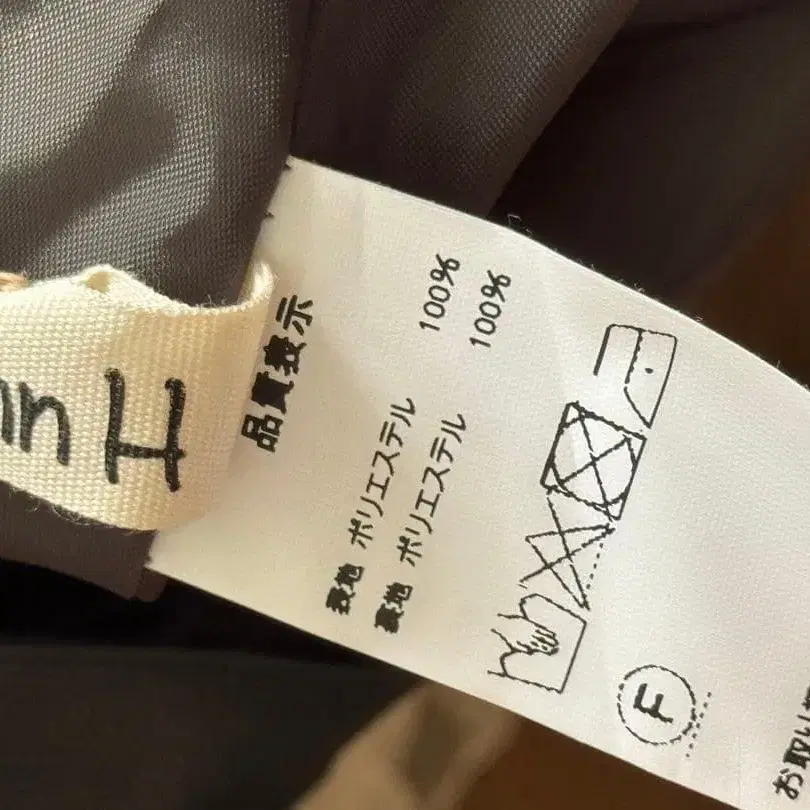 nn H
品質表示
表地 ポリエステル 100%
裏地 ポリエステル 100%
F
お取り